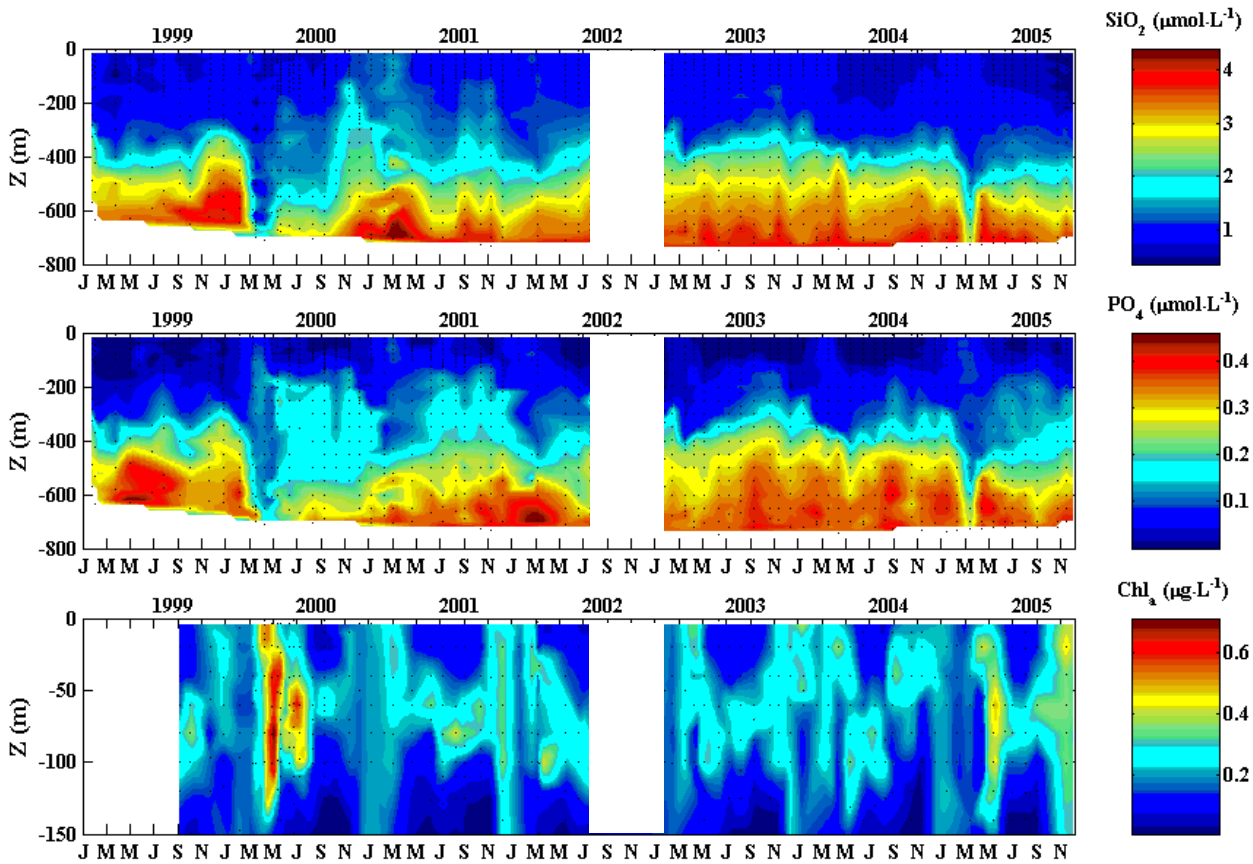 SiO2 (μmol·L-1)
1999 2000 2001 2002 2003 2004 2005
0
-200
-400
-600
-800
Z (m)
J M M J S N J M M J S N J M M J S N J M M J S N J M M J S N J M M J S N J M M J S N
4
3
2
1
PO4 (μmol·L-1)
1999 2000 2001 2002 2003 2004 2005
0
-200
-400
-600
-800
Z (m)
J M M J S N J M M J S N J M M J S N J M M J S N J M M J S N J M M J S N J M M J S N
0.4
0.3
0.2
0.1
Chla (μg·L-1)
1999 2000 2001 2002 2003 2004 2005
0
-50
-100
-150
Z (m)
J M M J S N J M M J S N J M M J S N J M M J S N J M M J S N J M M J S N J M M J S N
0.6
0.4
0.2